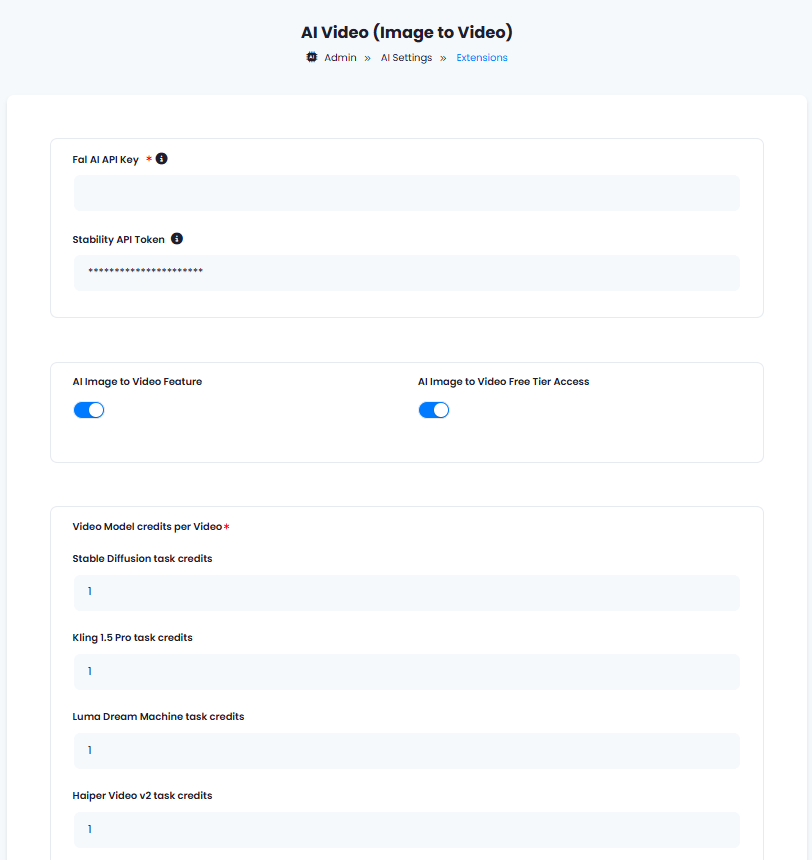 AI Video (Image to Video)
Admin » AI Settings » Extensions
Fal AI API Key *
Stability API Token
**********************
AI Image to Video Feature
AI Image to Video Free Tier Access
Video Model credits per Video*
Stable Diffusion task credits
1
Kling 1.5 Pro task credits
1
Luma Dream Machine task credits
1
Haiper Video v2 task credits
1